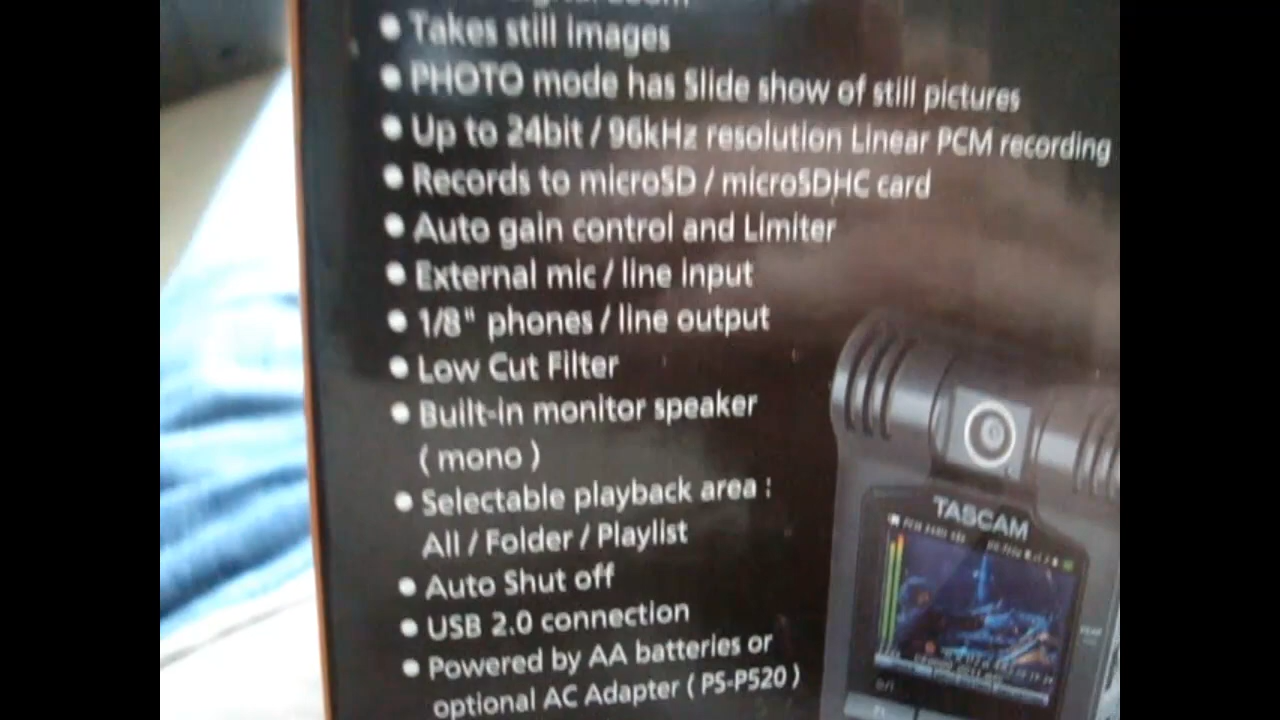 ● Takes still images
● PHOTO mode has Slide show of still pictures
● Up to 24bit / 96kHz resolution Linear PCM recording
● Records to microSD / microSDHC card
● Auto gain control and Limiter
● External mic / line input
● 1/8" phones / line output
● Low Cut Filter
● Built-in monitor speaker
( mono )
● Selectable playback area :
All / Folder / Playlist
● Auto Shut off
● USB 2.0 connection
● Powered by AA batteries or
optional AC Adapter ( PS-P520 )
TASCAM